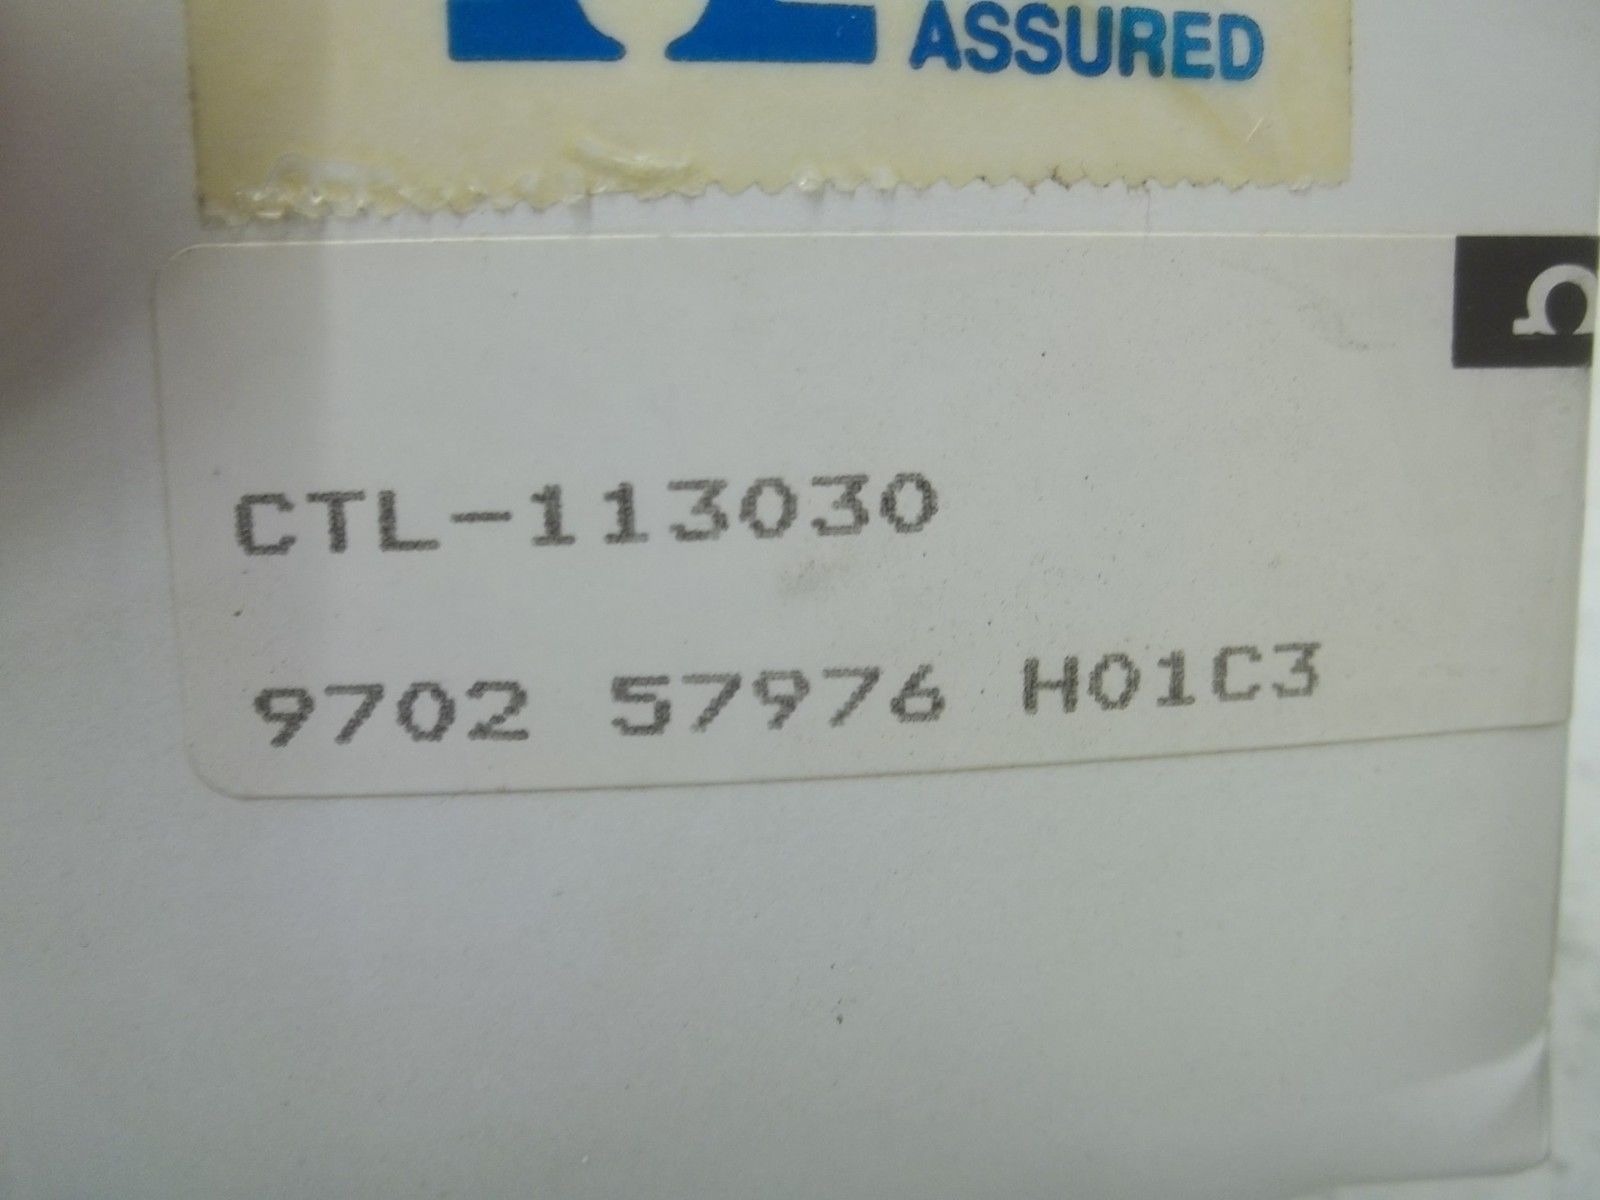 ASSURED
CTL-113030
9702 57976 H01C3